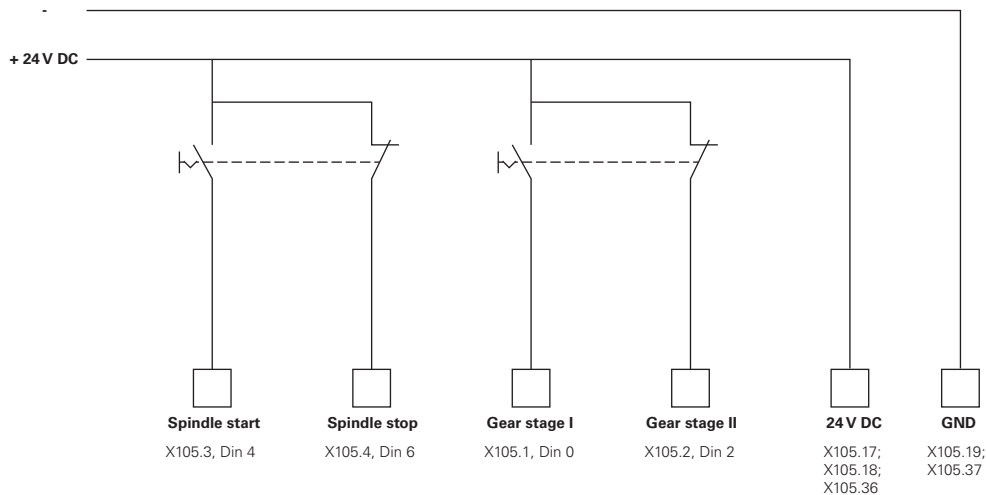 -
+ 24 V DC
Spindle start
X105.3, Din 4
Spindle stop
X105.4, Din 6
Gear stage I
X105.1, Din 0
Gear stage II
X105.2, Din 2
24 V DC
X105.17;
X105.18;
X105.36
GND
X105.19;
X105.37